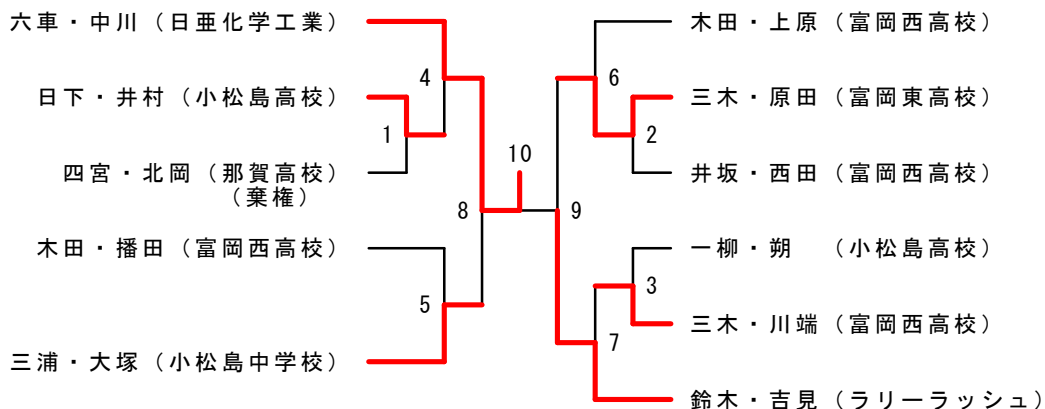 六車・中川（日亜化学工業）
日下・井村（小松島高校）
四宮・北岡（那賀高校）
（棄権）
木田・播田（富岡西高校）
三浦・大塚（小松島中学校）
4
1
8
5
10
9
6
2
3
7
木田・上原（富岡西高校）
三木・原田（富岡東高校）
井坂・西田（富岡西高校）
一柳・朔　（小松島高校）
三木・川端（富岡西高校）
鈴木・吉見（ラリーラッシュ）